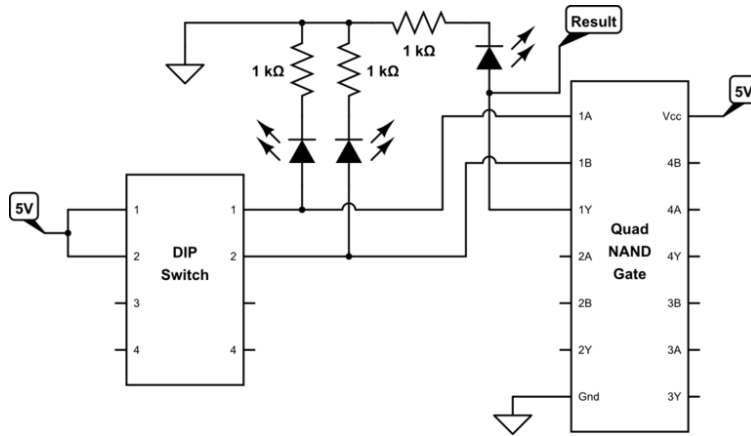 Result
1 kΩ
1 kΩ
1 kΩ
5V
1A
Vcc
1B
4B
5V
1
1
1Y
4A
2
DIP
Switch
2
2A
Quad
NAND
Gate
4Y
3
2B
3B
4
4
2Y
3A
Gnd
3Y